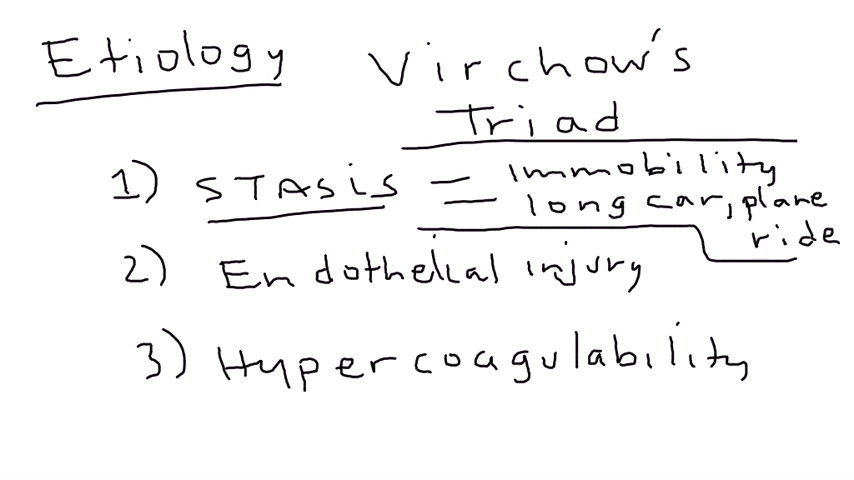 Etiology Virchow's
Triad
1) STASiS = immobility
long car, plane
ride
2) Endothelial injury
3) Hypercoagulability